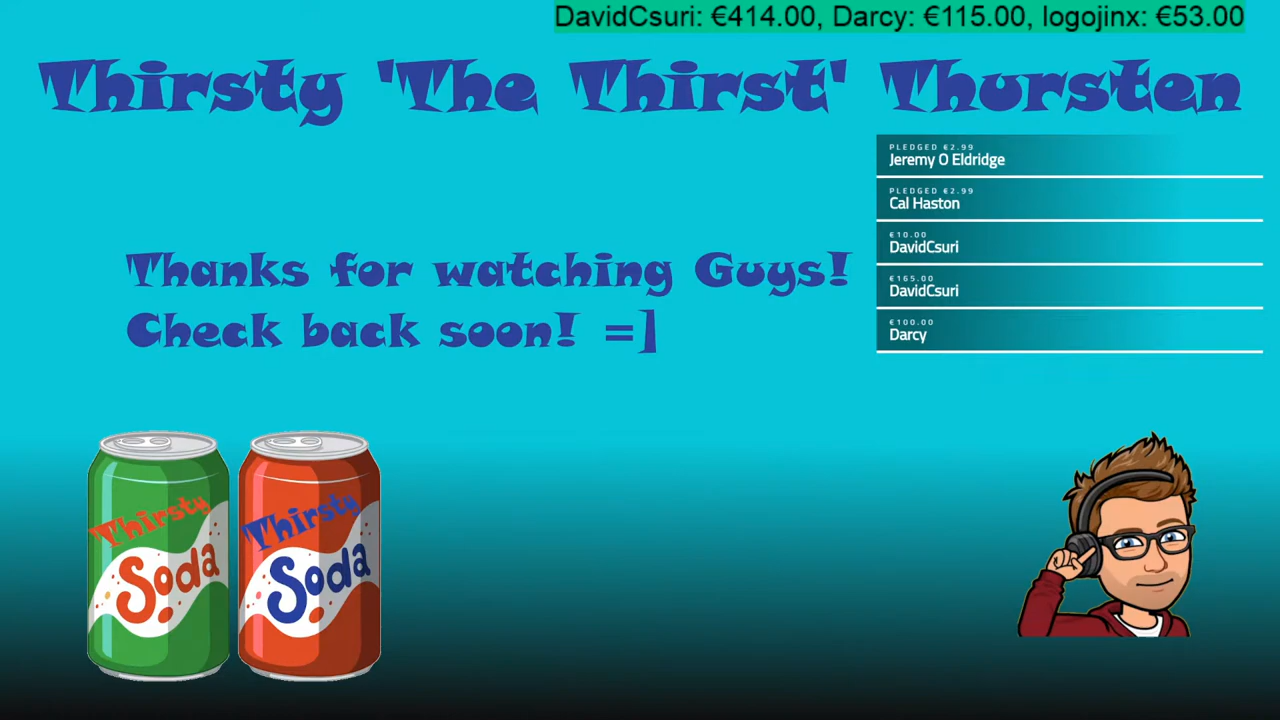 DavidCsuri: €414.00, Darcy: €115.00, logojinx: €53.00
Thirsty 'The Thirst' Thursten
PLEDGED €2.99
Jeremy O Eldridge
PLEDGED €2.99
Cal Haston
€10.00
DavidCsuri
€165.00
DavidCsuri
€100.00
Darcy
Thanks for watching Guys!
Check back soon! =]
Thirsty
Soda
Thirsty
Soda